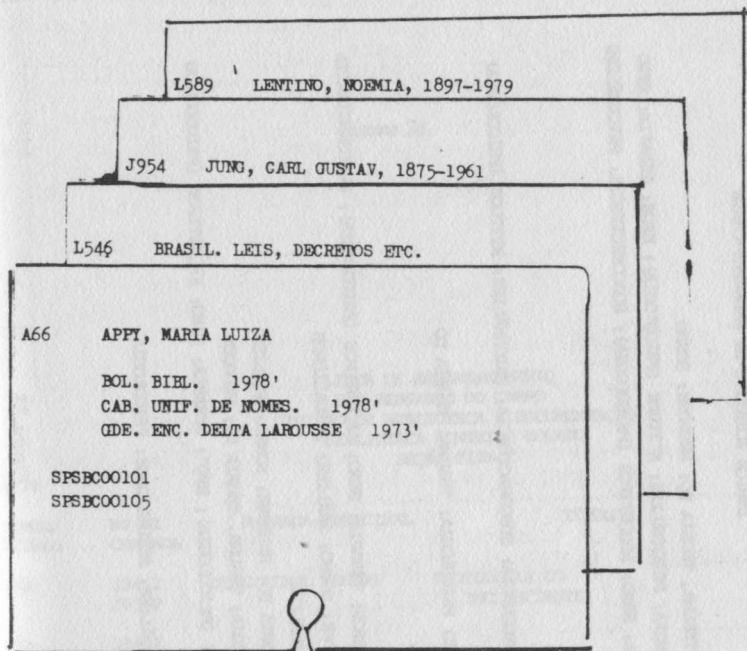 L589 LENTINO, NOEMIA, 1897-1979
J954 JUNG, CARL GUSTAV, 1875-1961
L546 BRASIL. LEIS, DECRETOS ETC.
A66 APPY, MARIA LUIZA
BOL. BIBL. 1978'
CAB. UNIF. DE NOMES. 1978'
GDE. ENC. DELTA LAROUSSE 1973'
SPSBC00101
SPSBC00105